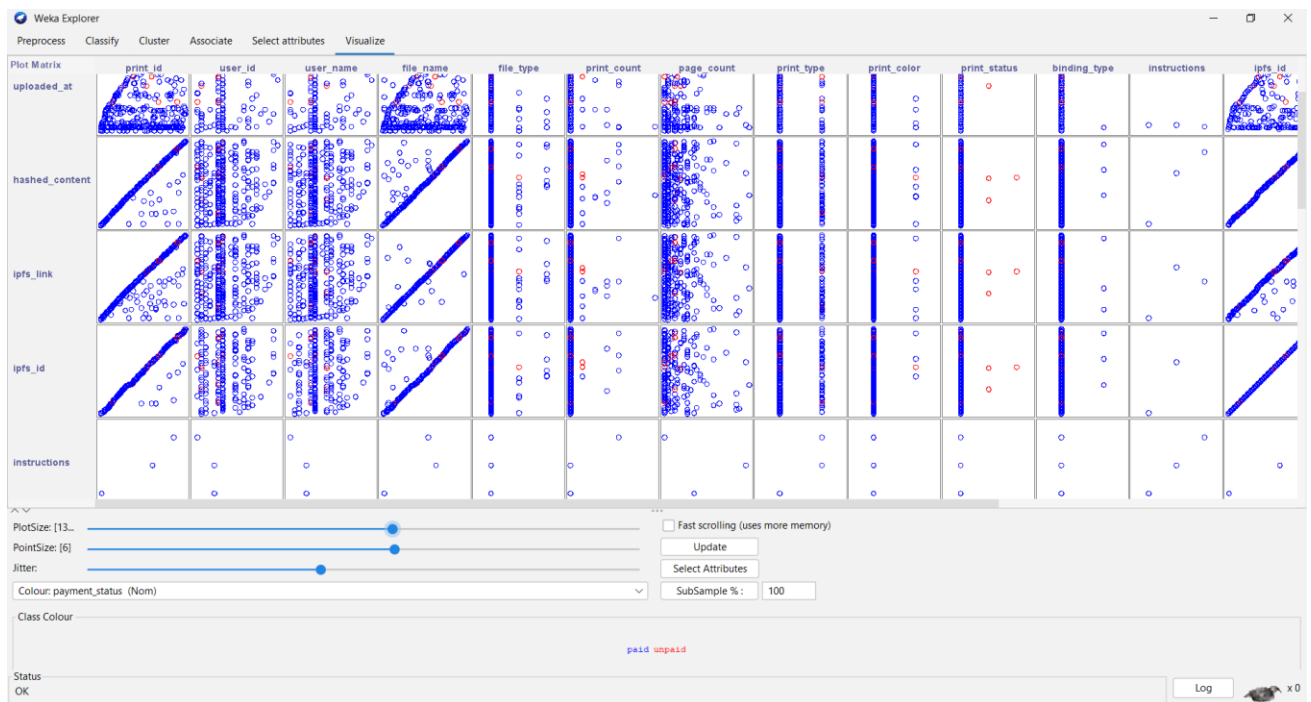 Weka Explorer
Preprocess Classify Cluster Associate Select attributes Visualize
Plot Matrix print_id user_id user_name file_name file_type print_count page_count print_type print_color print_status binding_type instructions ipfs_id
uploaded_at
hashed_content
ipfs_link
ipfs_id
instructions
PlotSize: [13... Fast scrolling (uses more memory)
PointSize: [6] Update
Jitter: Select Attributes
Colour: payment_status (Nom) SubSample % : 100
Class Colour
paid unpaid
Status
OK Log x 0